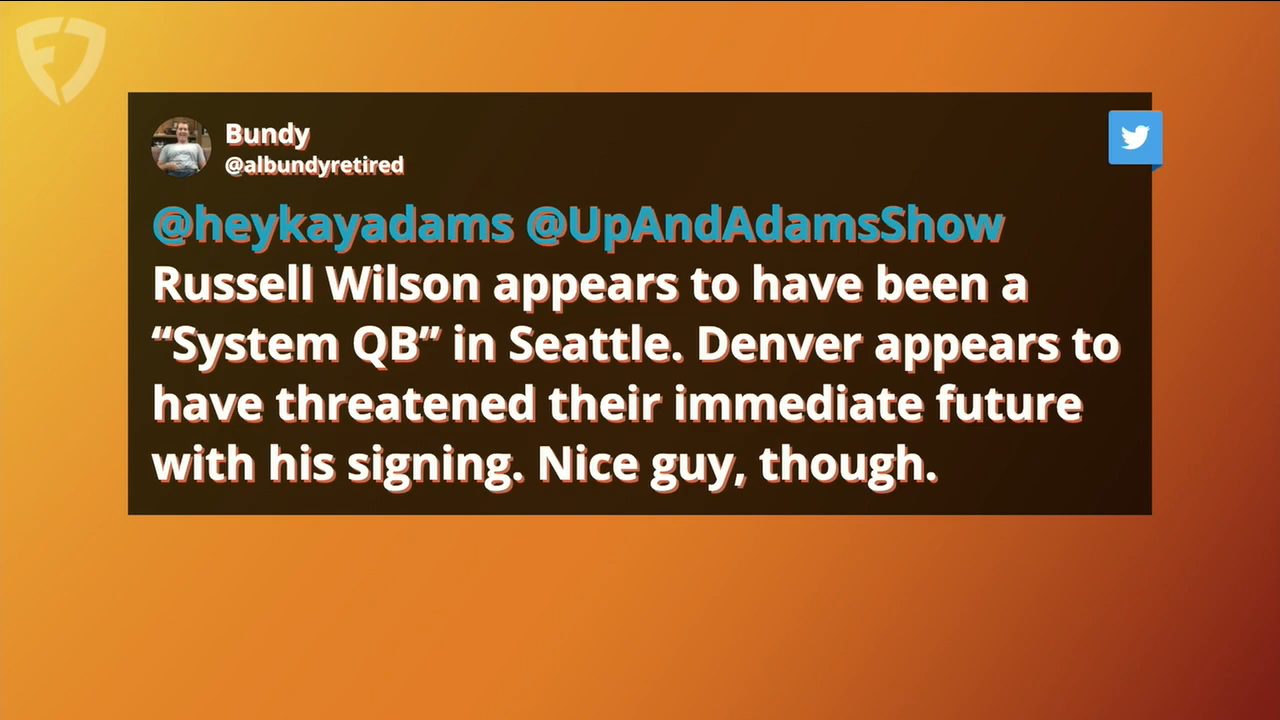 Bundy
@albundyretired
@heykayadams @UpAndAdamsShow
Russell Wilson appears to have been a
“System QB” in Seattle. Denver appears to
have threatened their immediate future
with his signing. Nice guy, though.